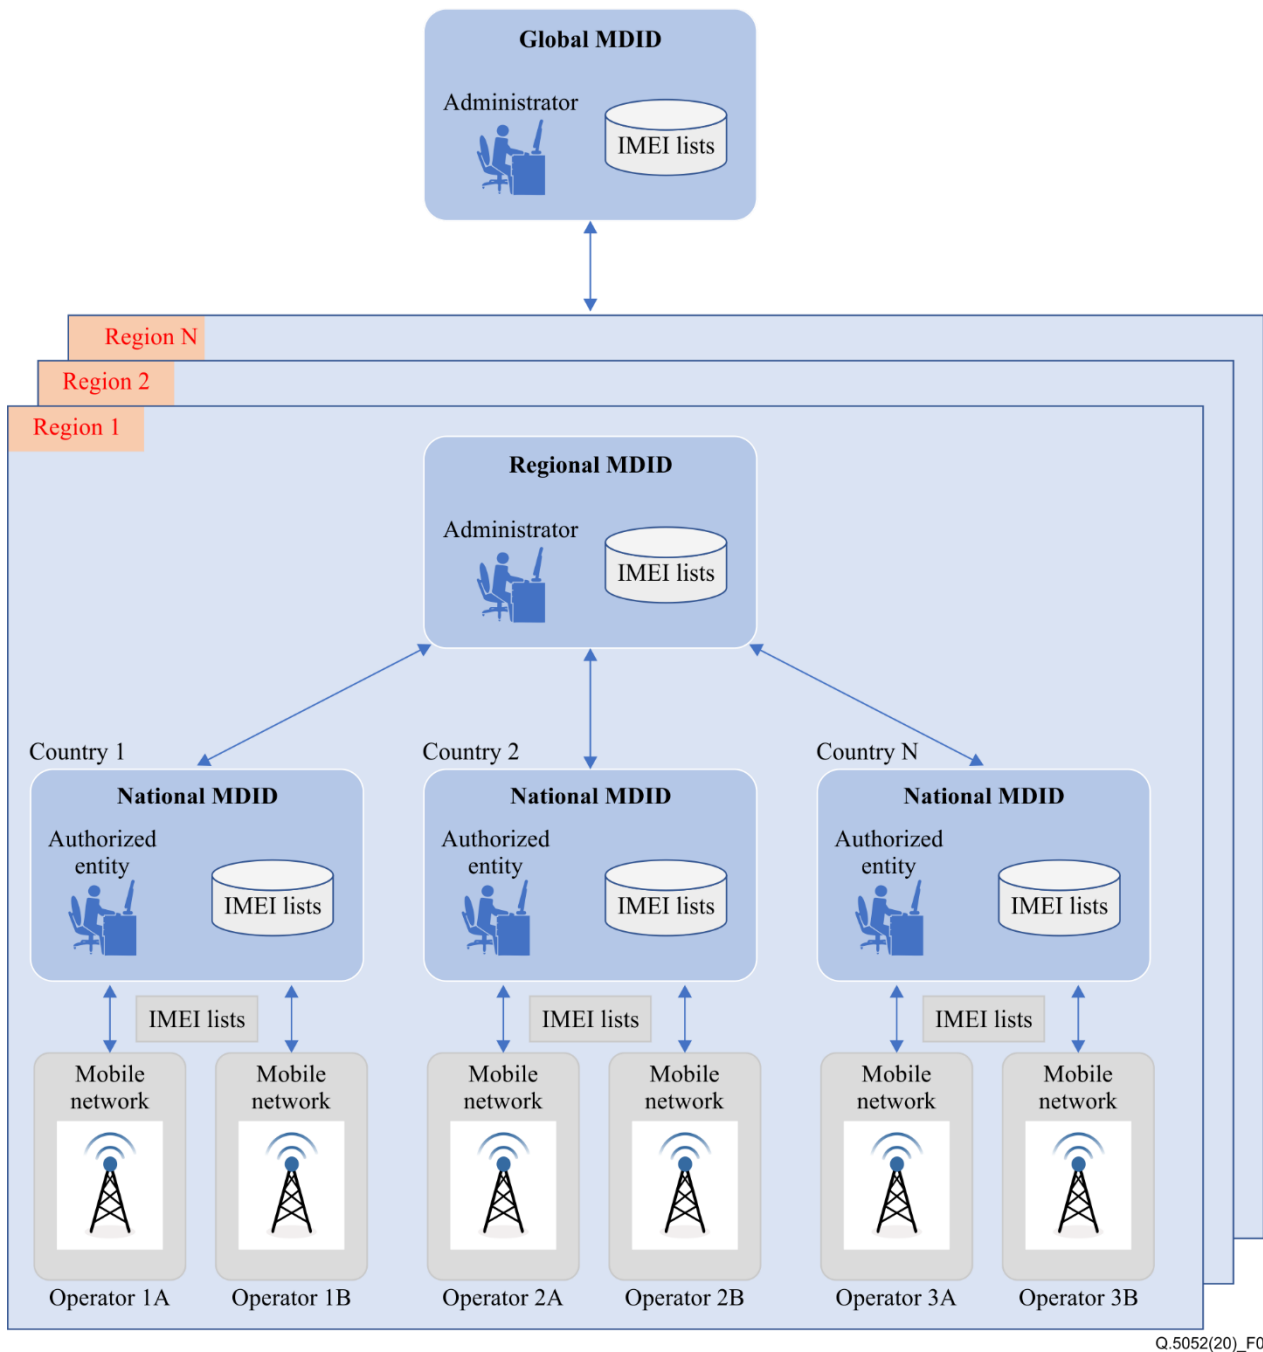 Global MDID
Administrator
IMEI lists
Region N
Region 2
Region 1
Regional MDID
Administrator
IMEI lists
Country 1
Country 2
Country N
National MDID
Authorized
entity
IMEI lists
National MDID
Authorized
entity
IMEI lists
National MDID
Authorized
entity
IMEI lists
IMEI lists
IMEI lists
IMEI lists
Mobile
network
Mobile
network
Mobile
network
Mobile
network
Mobile
network
Mobile
network
Operator 1A
Operator 1B
Operator 2A
Operator 2B
Operator 3A
Operator 3B
Q.5052(20)_F0